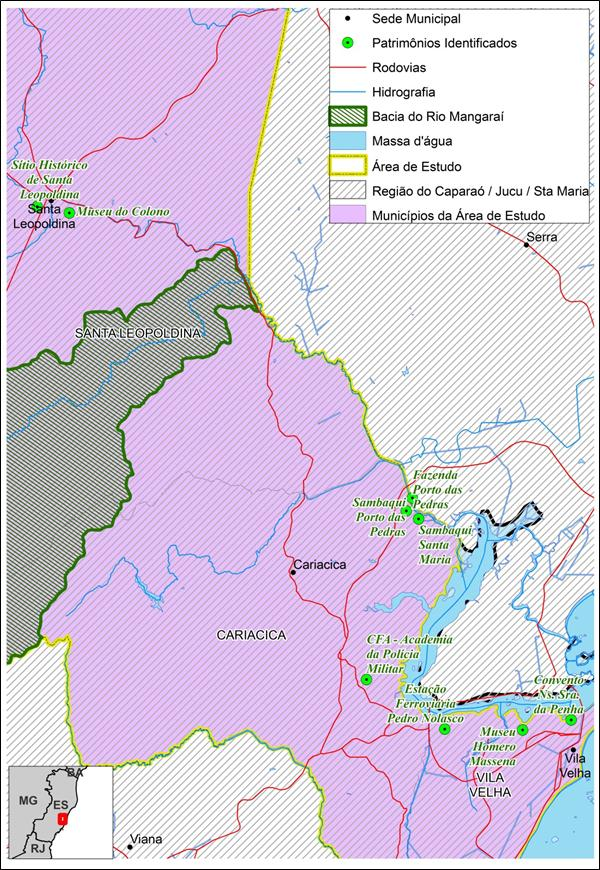 Sede Municipal
Patrimônios Identificados
Rodovias
Hidrografia
Bacia do Rio Mangaraí
Massa d'água
Área de Estudo
Região do Caparaó / Jucu / Sta Maria
Municípios da Área de Estudo
Sítio Histórico
de Santa
Leopoldina
Santa
Leopoldina
Museu do Colono
Serra
SANTA LEOPOLDINA
Fazenda
Porto das
Pedras
Sambaqui
Porto das
Pedras
Sambaqui
Santa
Maria
Cariacica
CARIACICA
CFA - Academia
da Polícia
Militar
Estação
Ferroviária
Pedro Nolasco
Convento
Ns. Sra.
da Penha
Museu
Homero
Massena
Vila
Velha
VILA
VELHA
BA
MG
ES
RJ
Viana